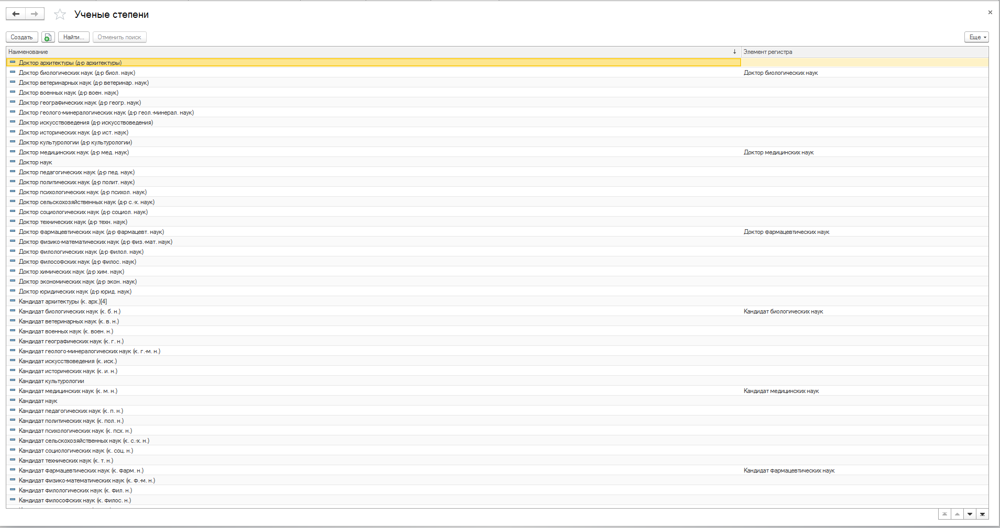 Ученые степени
Создать Найти... Отменить поиск Еще
Наименование Элемент регистра
Доктор архитектуры (д-р архитектуры)
Доктор биологических наук (д-р биол. наук) Доктор биологических наук
Доктор ветеринарных наук (д-р ветеринар. наук)
Доктор военных наук (д-р воен. наук)
Доктор географических наук (д-р геогр. наук)
Доктор геолого-минералогических наук (д-р геол.-минерал. наук)
Доктор искусствоведения (д-р искусствоведения)
Доктор исторических наук (д-р ист. наук)
Доктор культурологии (д-р культурологии)
Доктор медицинских наук (д-р мед. наук) Доктор медицинских наук
Доктор наук
Доктор педагогических наук (д-р пед. наук)
Доктор политических наук (д-р полит. наук)
Доктор психологических наук (д-р психол. наук)
Доктор сельскохозяйственных наук (д-р с.-х. наук)
Доктор социологических наук (д-р социол. наук)
Доктор технических наук (д-р техн. наук)
Доктор фармацевтических наук (д-р фармацевт. наук) Доктор фармацевтических наук
Доктор физико-математических наук (д-р физ.-мат. наук)
Доктор филологических наук (д-р филол. наук)
Доктор философских наук (д-р филос. наук)
Доктор химических наук (д-р хим. наук)
Доктор экономических наук (д-р экон. наук)
Доктор юридических наук (д-р юрид. наук)
Кандидат архитектуры (к. арх.)[4]
Кандидат биологических наук (к. б. н.) Кандидат биологических наук
Кандидат ветеринарных наук (к. в. н.)
Кандидат военных наук (к. воен. н.)
Кандидат географических наук (к. г. н.)
Кандидат геолого-минералогических наук (к. г.-м. н.)
Кандидат искусствоведения (к. иск.)
Кандидат исторических наук (к. и. н.)
Кандидат культурологии
Кандидат медицинских наук (к. м. н.) Кандидат медицинских наук
Кандидат наук
Кандидат педагогических наук (к. п. н.)
Кандидат политических наук (к. пол. н.)
Кандидат психологических наук (к. псх. н.)
Кандидат сельскохозяйственных наук (к. с.-х. н.)
Кандидат социологических наук (к. соц. н.)
Кандидат технических наук (к. т. н.)
Кандидат фармацевтических наук (к. фарм. н.) Кандидат фармацевтических наук
Кандидат физико-математических наук (к. ф.-м. н.)
Кандидат филологических наук (к. фил. н.)
Кандидат философских наук (к. филос. н.)